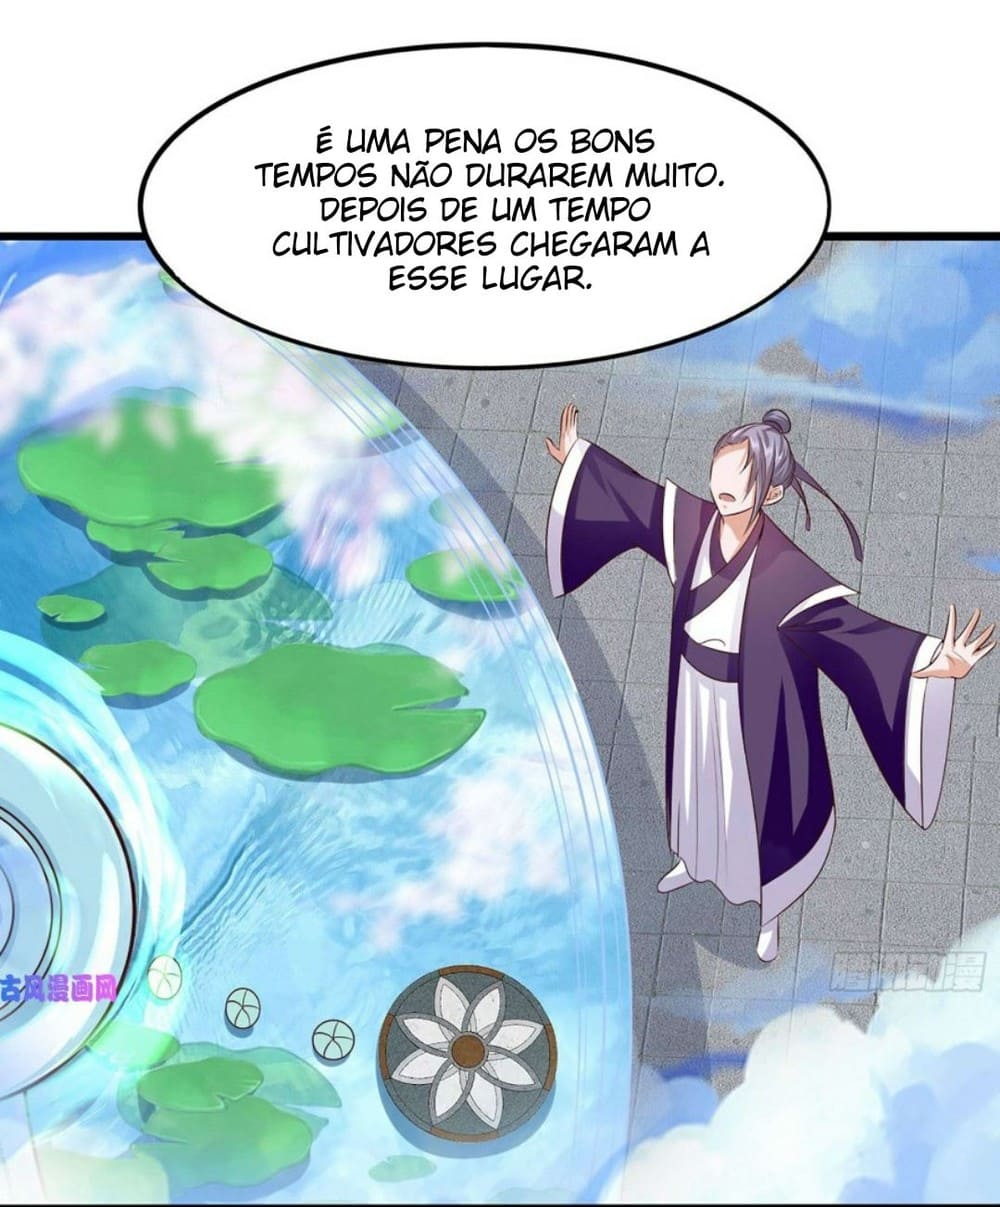 É UMA PENA OS BONS
TEMPOS NÃO DURAREM MUITO.
DEPOIS DE UM TEMPO
CULTIVADORES CHEGARAM A
ESSE LUGAR.
古风漫画网